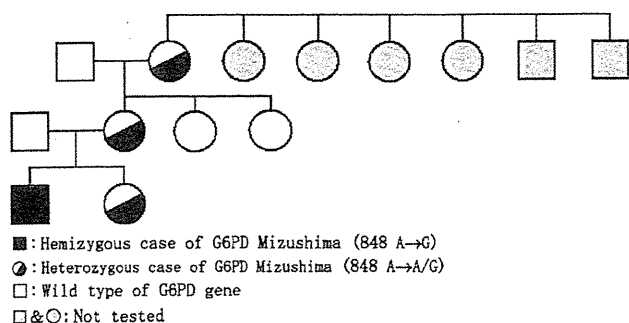 ■: Hemizygous case of G6PD Mizushima (848 A→G)
◪: Heterozygous case of G6PD Mizushima (848 A→A/G)
□: Wild type of G6PD gene
□&○: Not tested